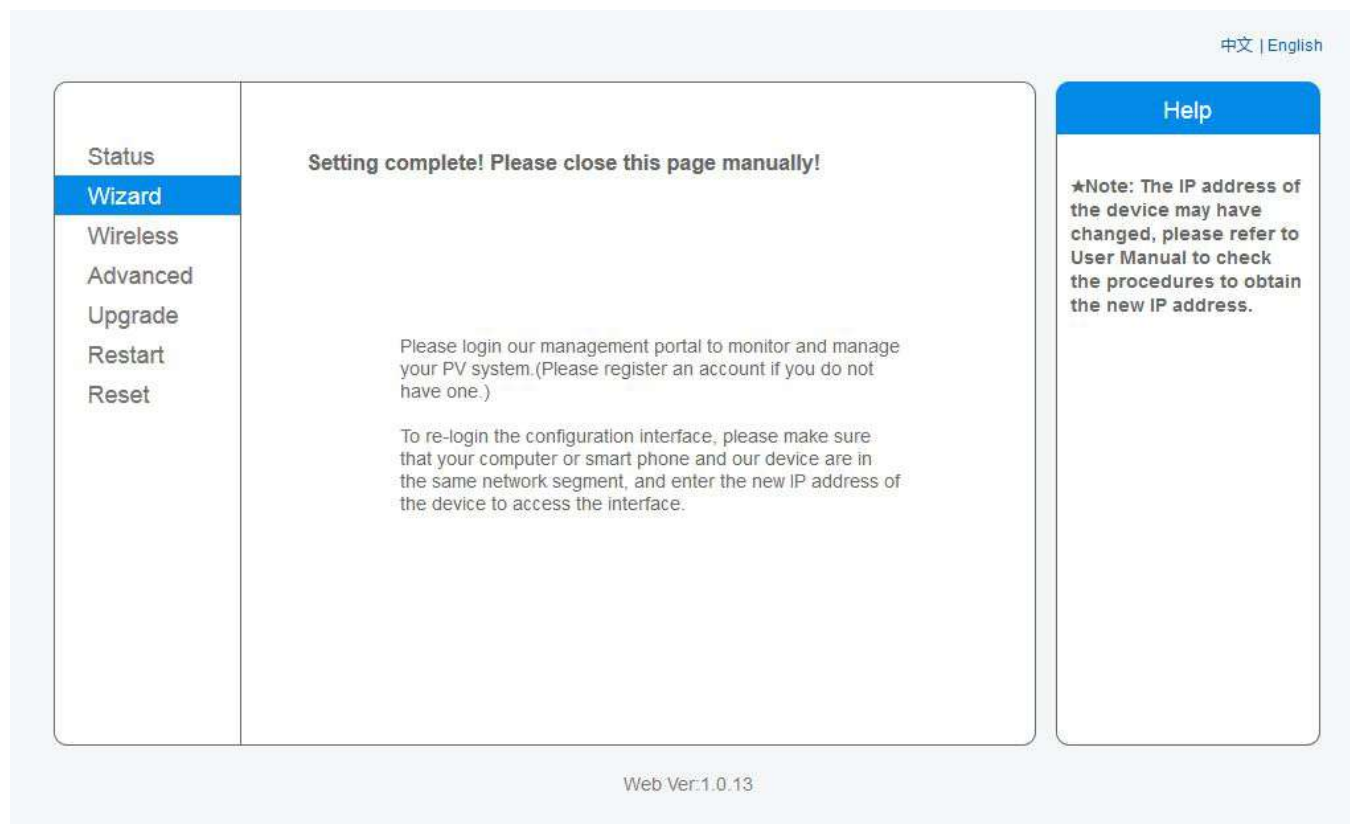 中文 | English
Status
Wizard
Wireless
Advanced
Upgrade
Restart
Reset
Setting complete! Please close this page manually!
Please login our management portal to monitor and manage
your PV system.(Please register an account if you do not
have one.)
To re-login the configuration interface, please make sure
that your computer or smart phone and our device are in
the same network segment, and enter the new IP address of
the device to access the interface.
Help
★Note: The IP address of
the device may have
changed, please refer to
User Manual to check
the procedures to obtain
the new IP address.
Web Ver:1.0.13